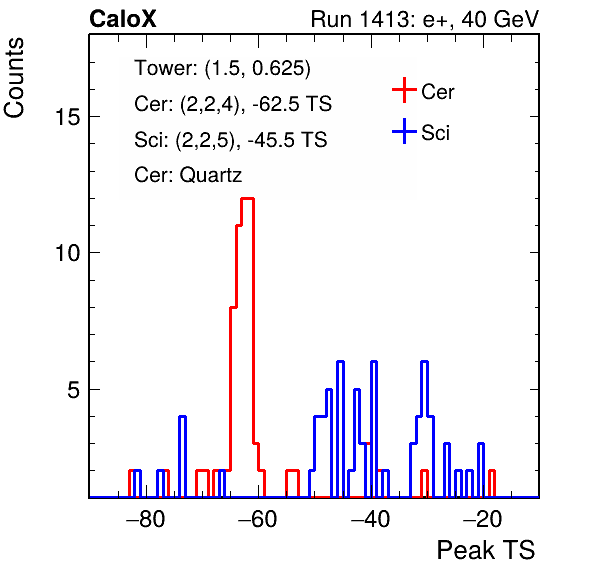 CaloX Run 1413: e+, 40 GeV
Counts
Tower: (1.5, 0.625)
Cer: (2,2,4), -62.5 TS
Sci: (2,2,5), -45.5 TS
Cer: Quartz
Cer
Sci
15
10
5
−80 −60 −40 −20
Peak TS